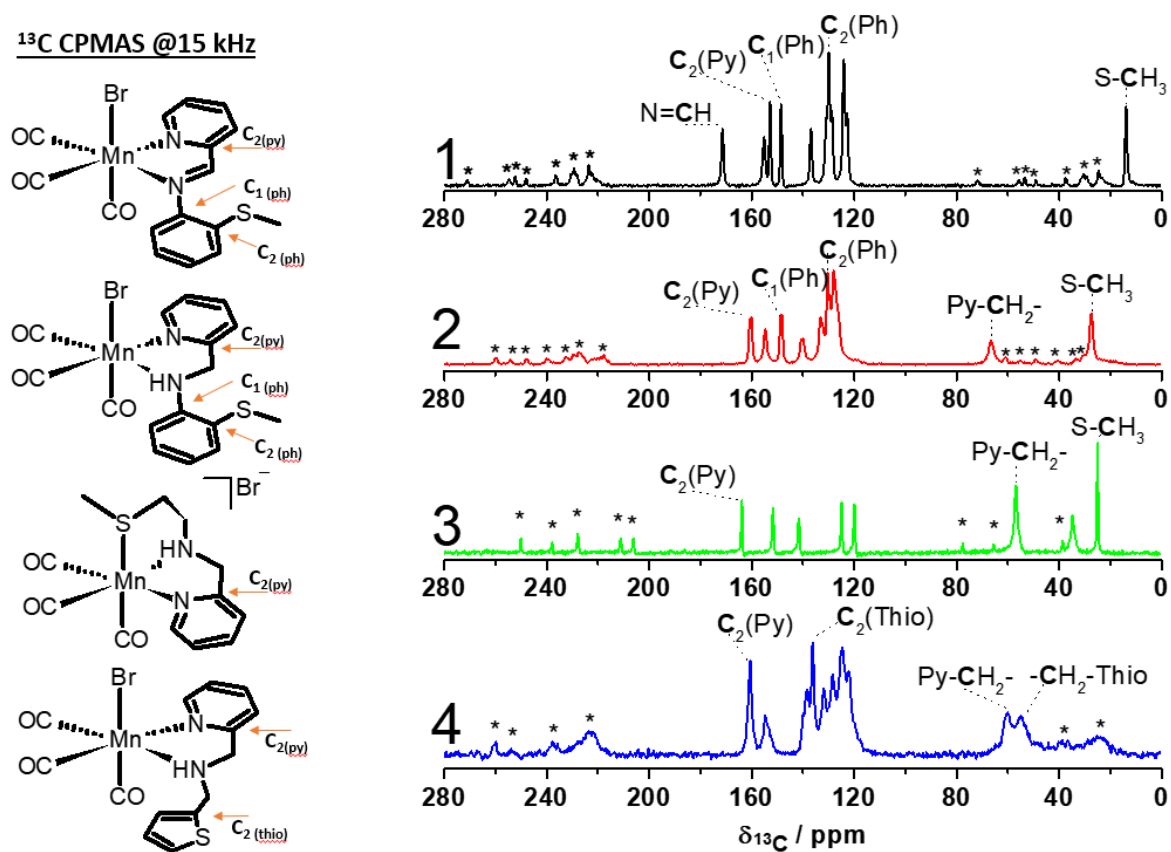 ¹³C CPMAS @15 kHz
Br
OC
OC
Mn
N
N
CO
S
C₂(py)
C₁ (ph)
C₂ (ph)
Br
OC
OC
Mn
N
HN
CO
S
C₂(py)
C₁ (ph)
C₂ (ph)
Br⁻
S
HN
OC
OC
Mn
N
CO
C₂(py)
Br
OC
OC
Mn
N
HN
CO
S
C₂(py)
C₂ (thio)
1
N=CH
C₂(Py)
C₁(Ph)
C₂(Ph)
S-CH₃
* * * * * * *
* * * * * * *
280 240 200 160 120 80 40 0
2
C₂(Py)
C₁(Ph)
C₂(Ph)
Py-CH₂-
S-CH₃
* * * * * * *
* * * * * *
280 240 200 160 120 80 40 0
3
C₂(Py)
Py-CH₂-
S-CH₃
* * * * *
* * *
280 240 200 160 120 80 40 0
4
C₂(Py)
C₂(Thio)
Py-CH₂-
-CH₂-Thio
* * * *
* *
280 240 200 160 120 80 40 0
δ₁₃C / ppm